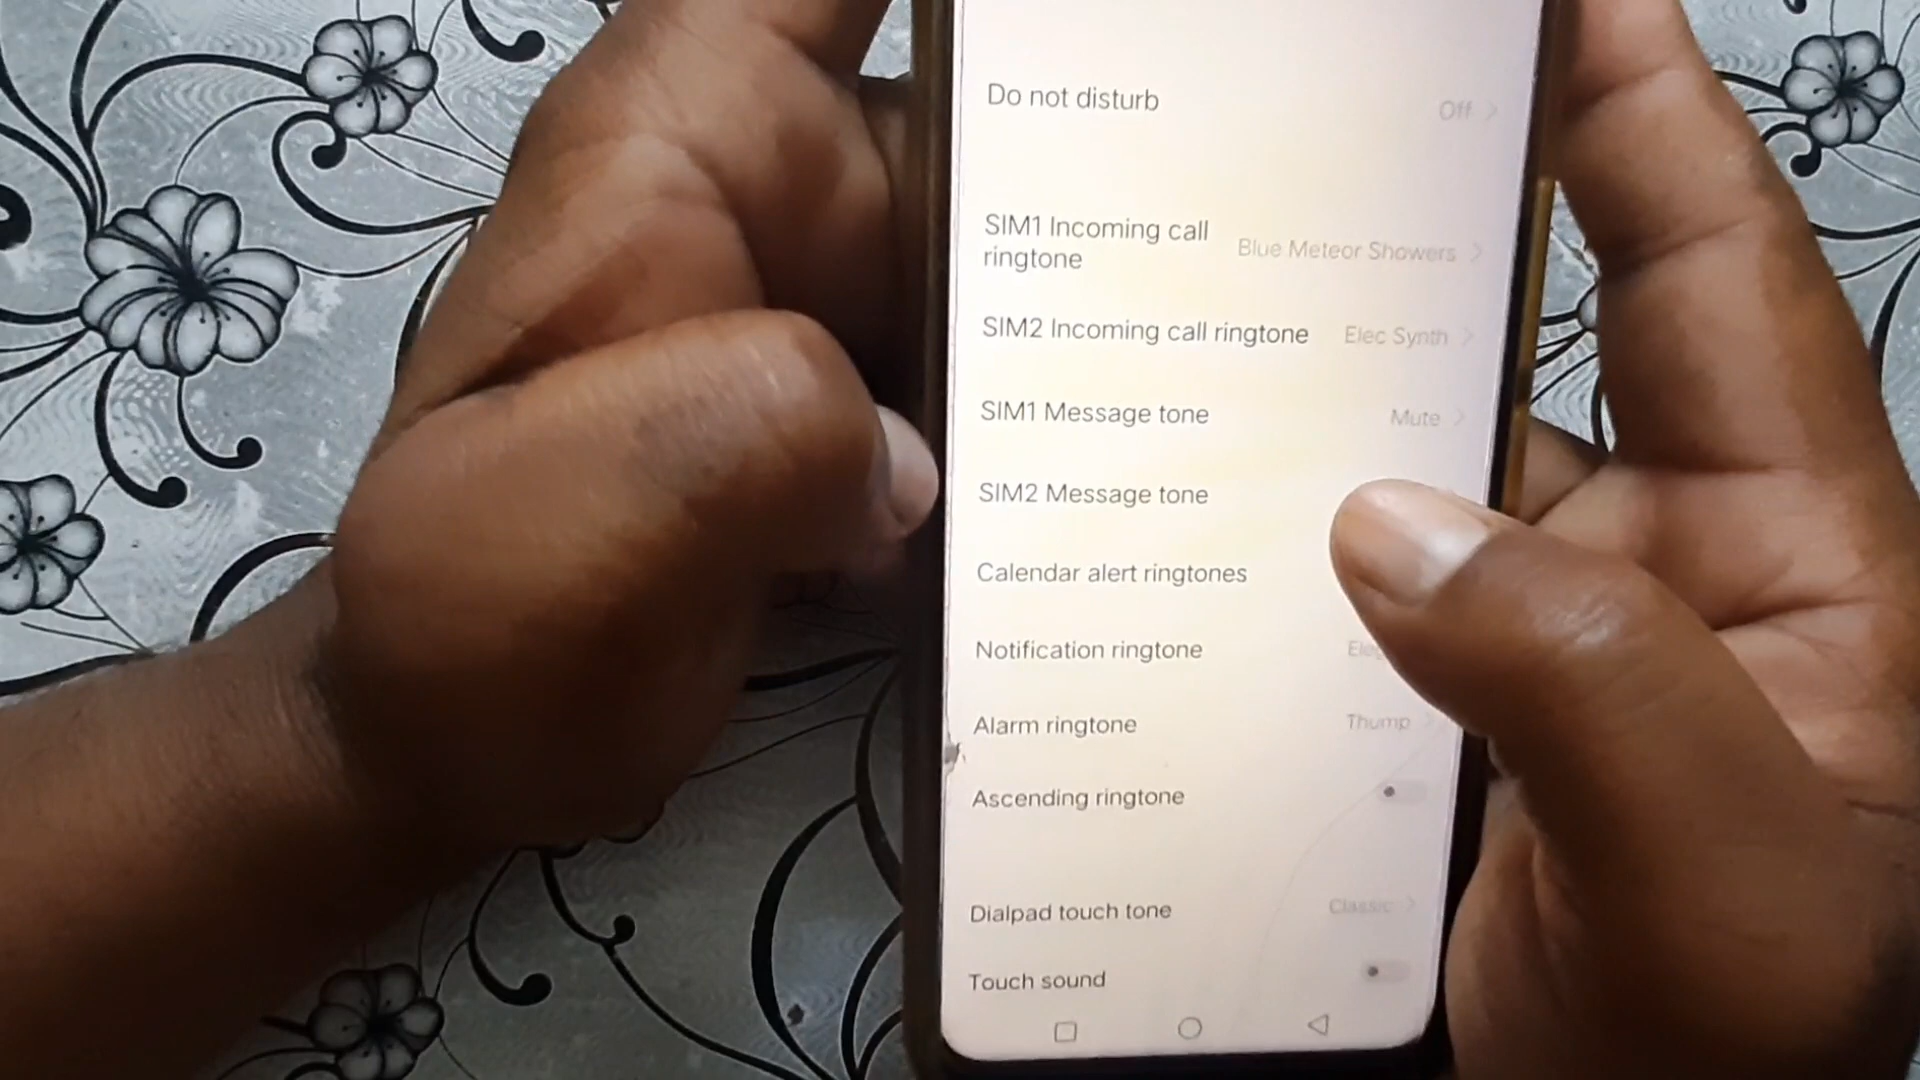 Do not disturb
Off
SIM1 Incoming call
ringtone
Blue Meteor Showers
SIM2 Incoming call ringtone
Elec Synth
SIM1 Message tone
Mute
SIM2 Message tone
Calendar alert ringtones
Notification ringtone
Alarm ringtone
Thump
Ascending ringtone
Dialpad touch tone
Classic
Touch sound